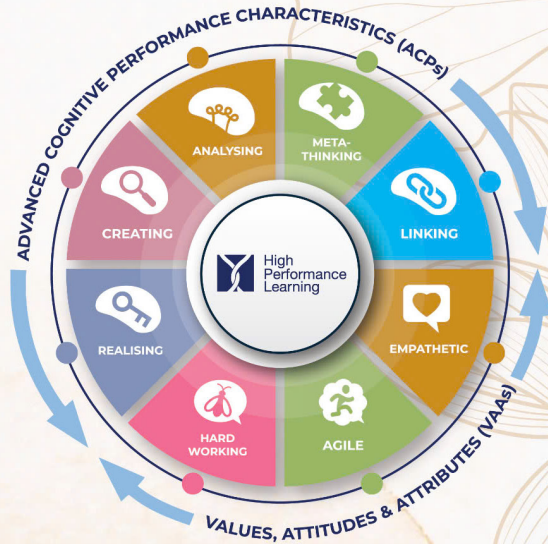 ADVANCED COGNITIVE PERFORMANCE CHARACTERISTICS (ACPs)
ANALYSING
META-
THINKING
CREATING
LINKING
High
Performance
Learning
REALISING
EMPATHETIC
HARD
WORKING
AGILE
VALUES, ATTITUDES & ATTRIBUTES (VAAs)